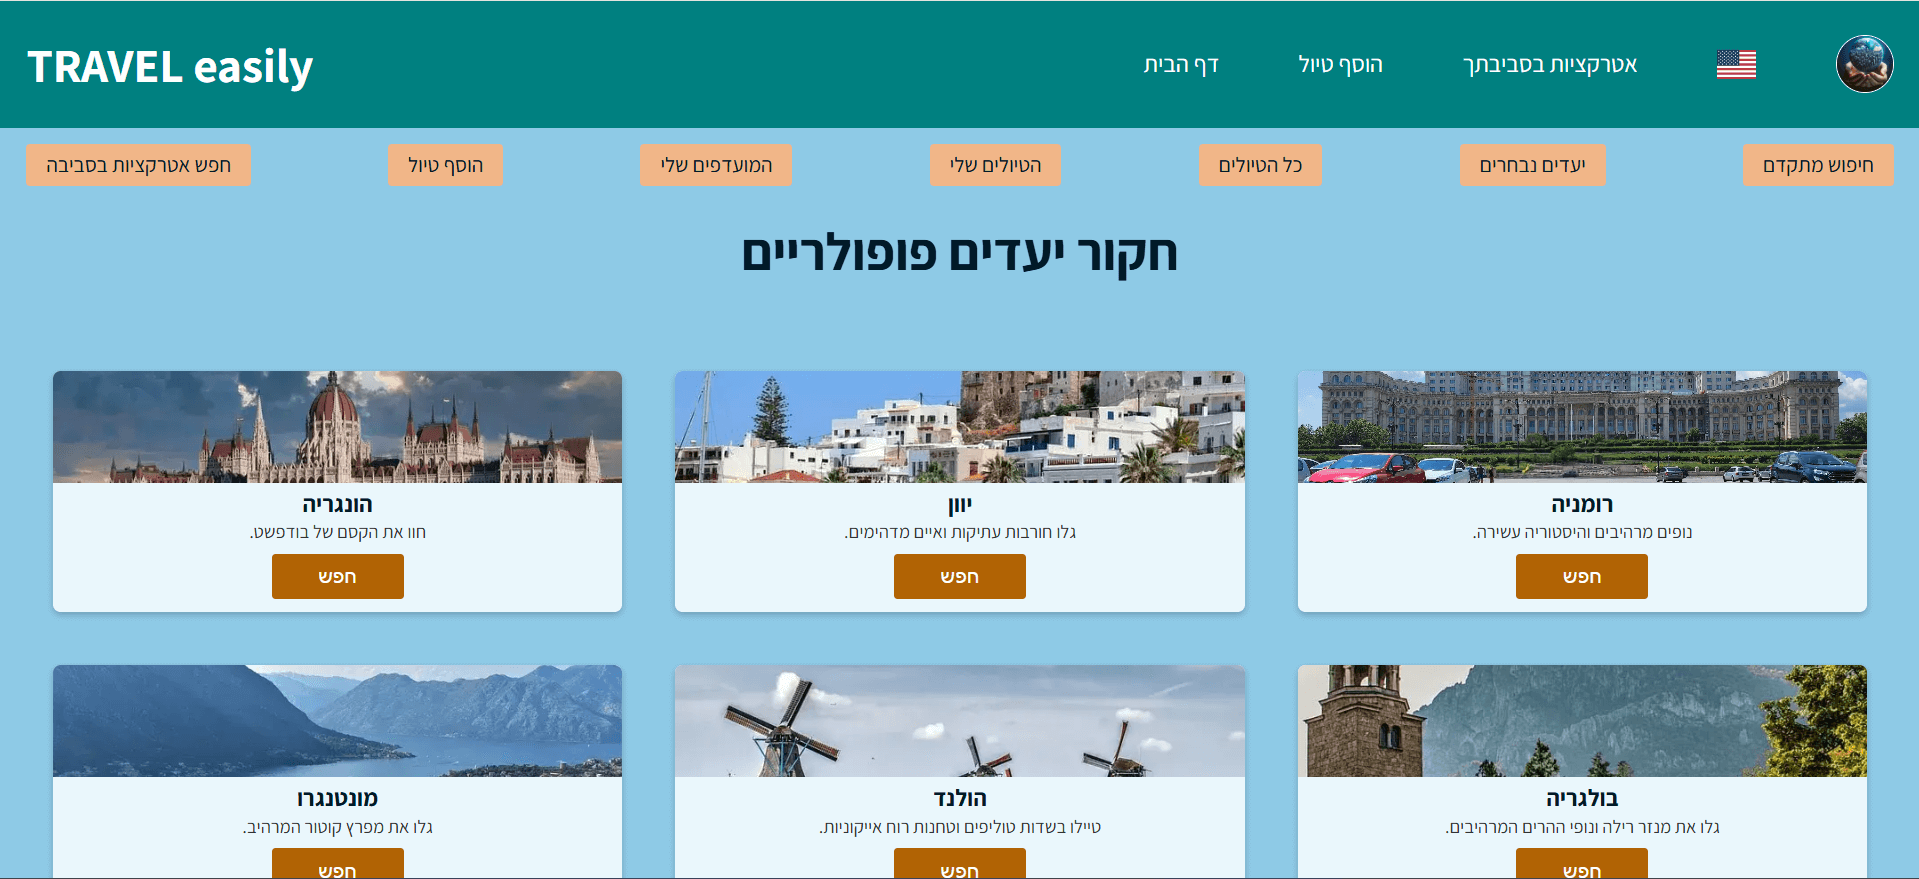 TRAVEL easily
אטרקציות בסביבתך
הוסף טיול
דף הבית
חיפוש מתקדם
יעדים נבחרים
כל הטיולים
הטיולים שלי
המועדפים שלי
הוסף טיול
חפש אטרקציות בסביבה
חקור יעדים פופולריים
רומניה
נופים מרהיבים והיסטוריה עשירה.
חפש
יוון
גלו חורבות עתיקות ואיים מדהימים.
חפש
הונגריה
חוו את הקסם של בודפשט.
חפש
בולגריה
גלו את מנזר רילה ונופי ההרים המרהיבים.
חפש
הולנד
טיילו בשדות טוליפים וטחנות רוח אייקוניות.
חפש
מונטנגרו
גלו את מפרץ קוטור המרהיב.
חפש